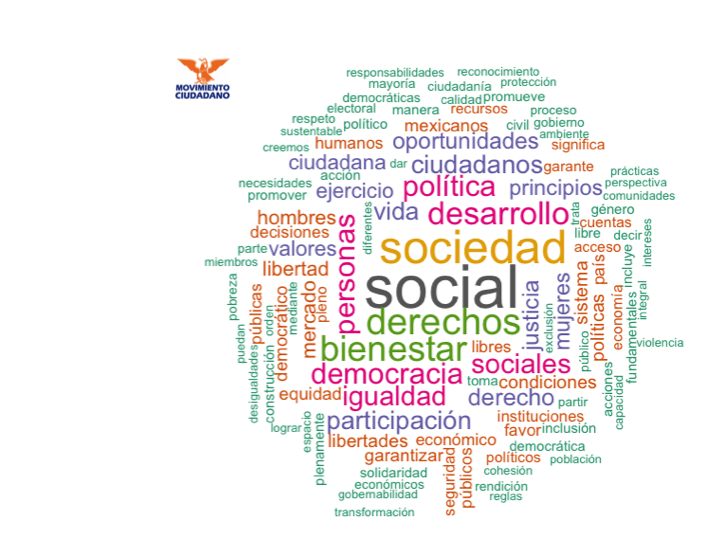 MOVIMIENTO
CIUDADANO
responsabilidades reconocimiento
mayoría ciudadanía protección
democráticas calidad promueve
electoral manera recursos proceso
respeto político mexicanos civil gobierno
sustentable ambiente
creemos humanos oportunidades significa
ciudadana dar ciudadanos garante
acción prácticas
necesidades ejercicio política principios perspectiva
promover comunidades
diferentes vida desarrollo trata género
hombres cuentas
decisiones libre decir intereses
parte valores personas sociedad acceso incluye
miembros libertad país
pobreza públicas orden mediante pleno social justicia mujeres sistema integral
democrático mercado derechos exclusión políticas economía fundamentales
puedan bienestar libres público violencia
desigualdades construcción democracia sociales
toma condiciones acciones capacidad
equidad igualdad derecho partir
lograr espacio participación instituciones
favor inclusión
plenamente libertades económico democrática
garantizar seguridad públicos políticos población
solidaridad cohesión
económicos rendición
gobernabilidad reglas
transformación